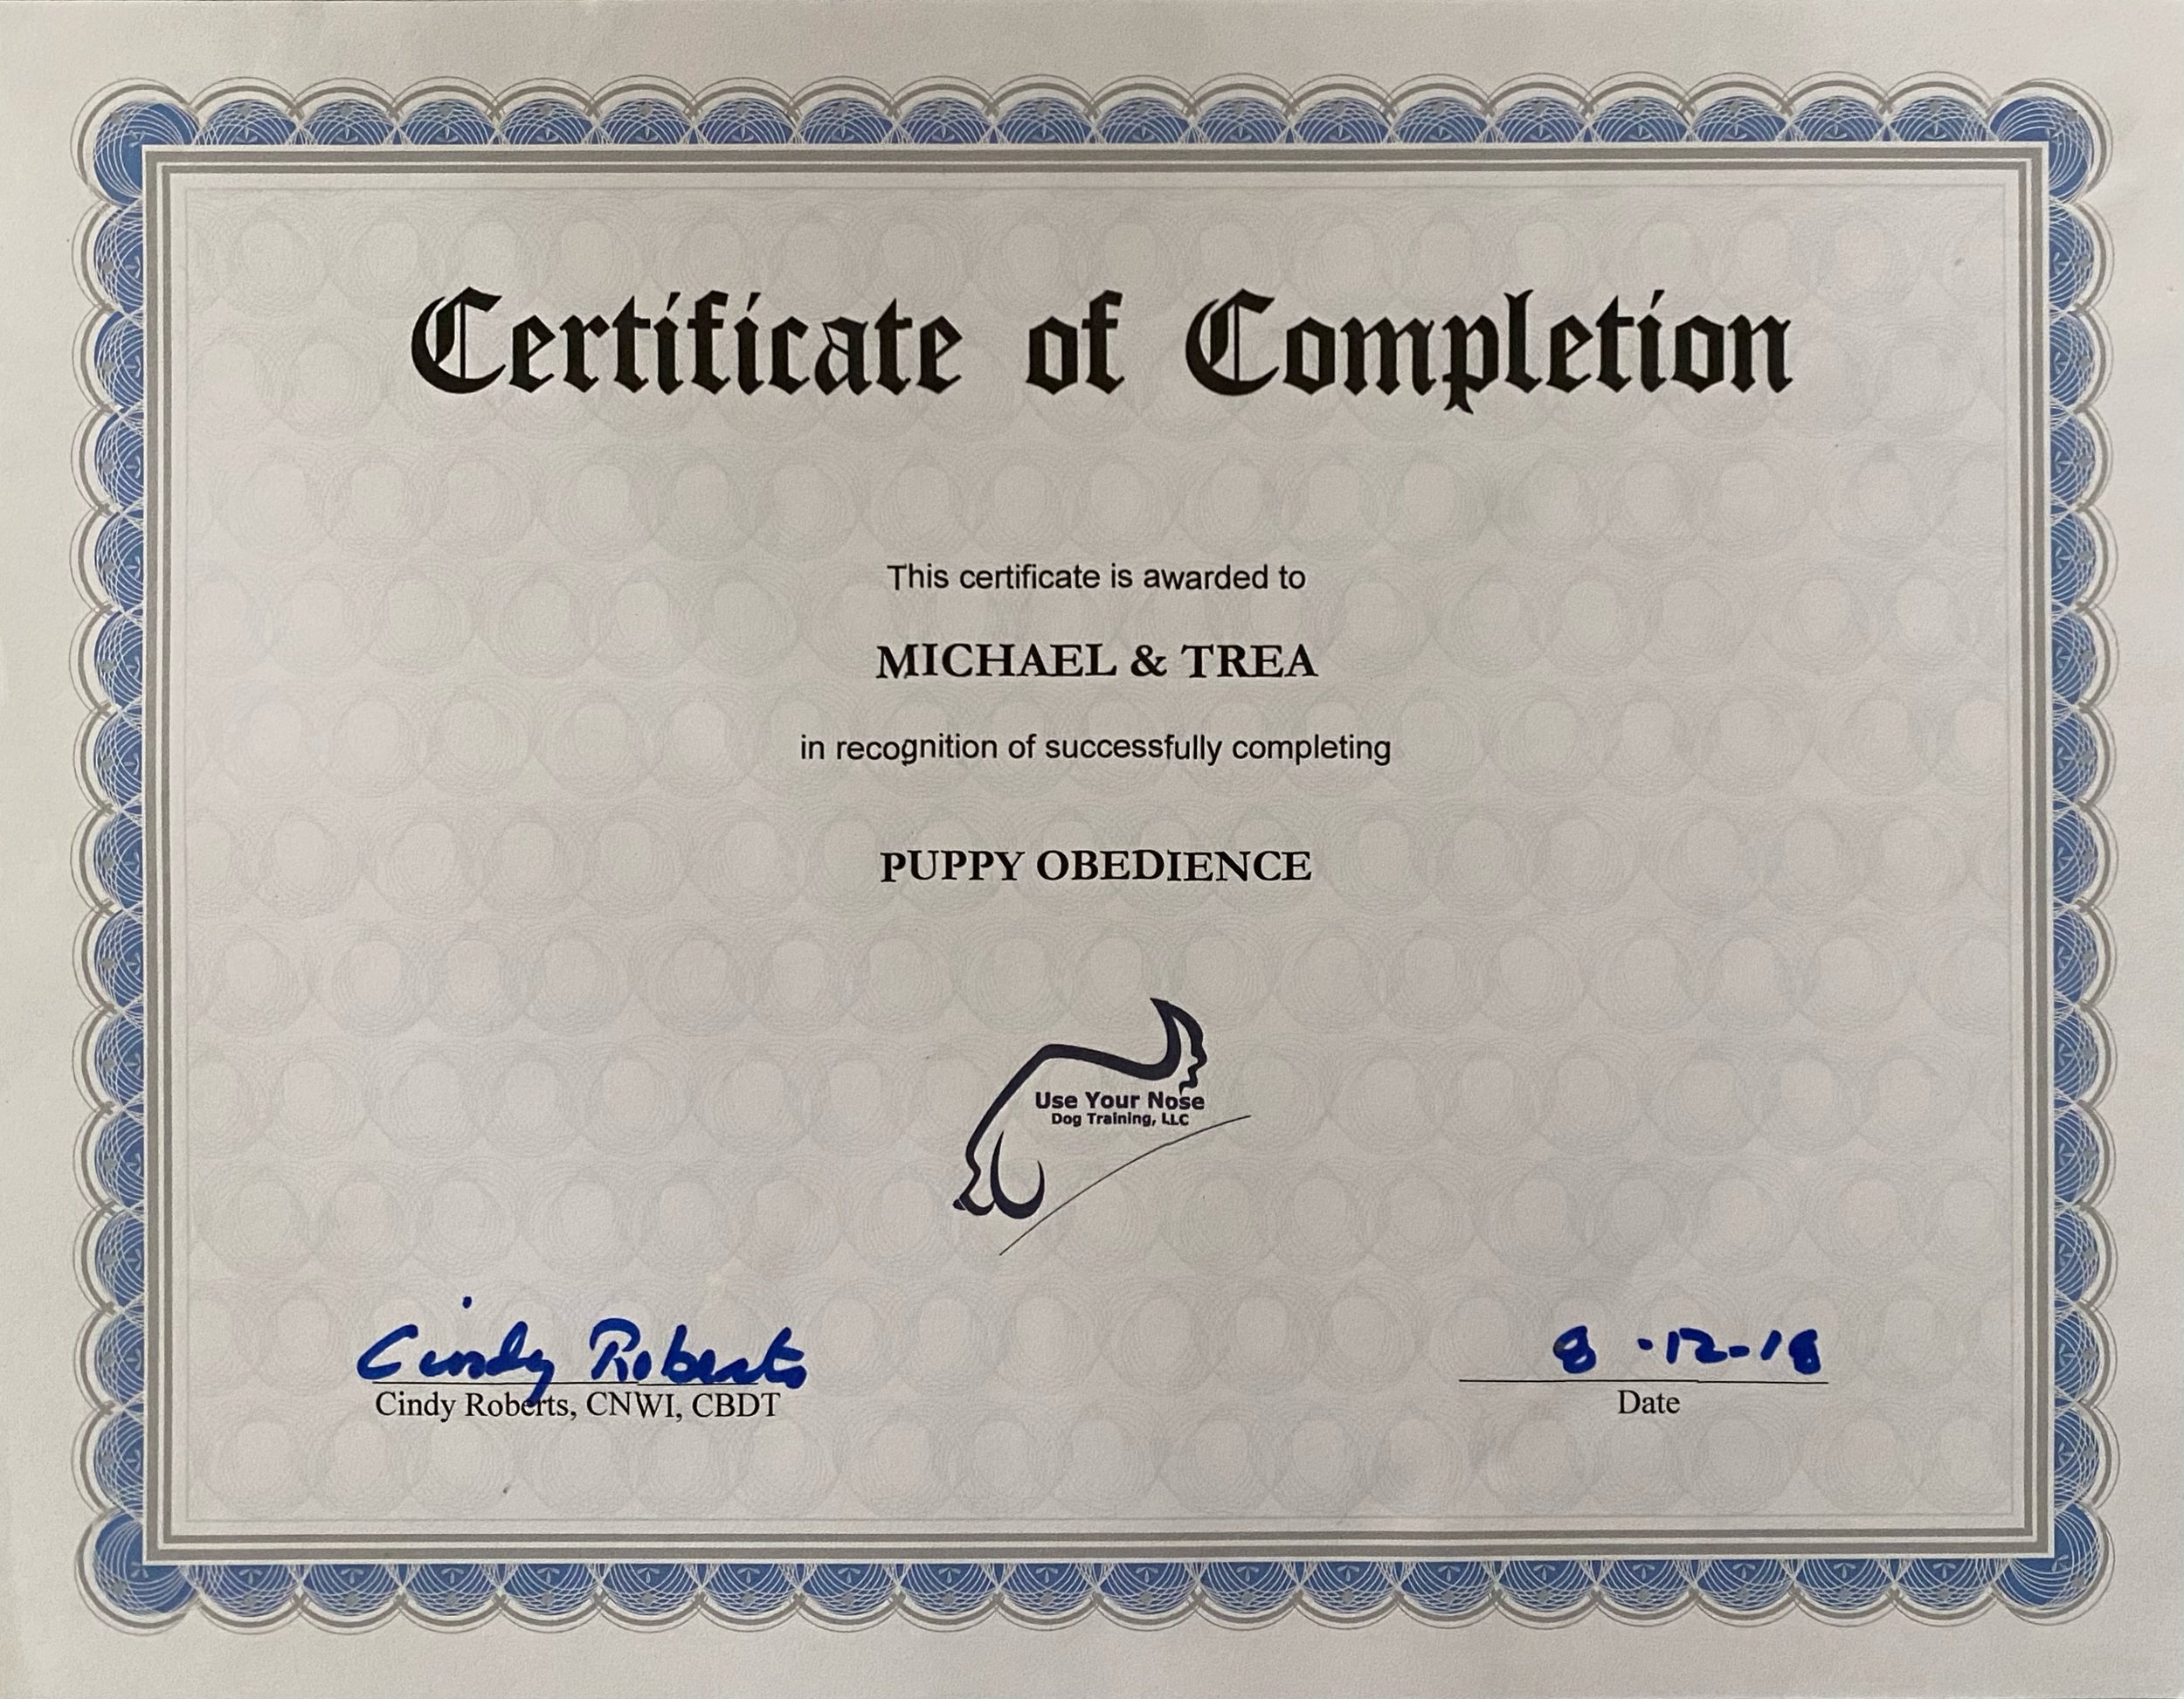 Certificate of Completion
This certificate is awarded to
MICHAEL & TREA
in recognition of successfully completing
PUPPY OBEDIENCE
Use Your Nose
Dog Training, LLC
Cindy Roberts
8-12-18
Cindy Roberts, CNWI, CBDT
Date